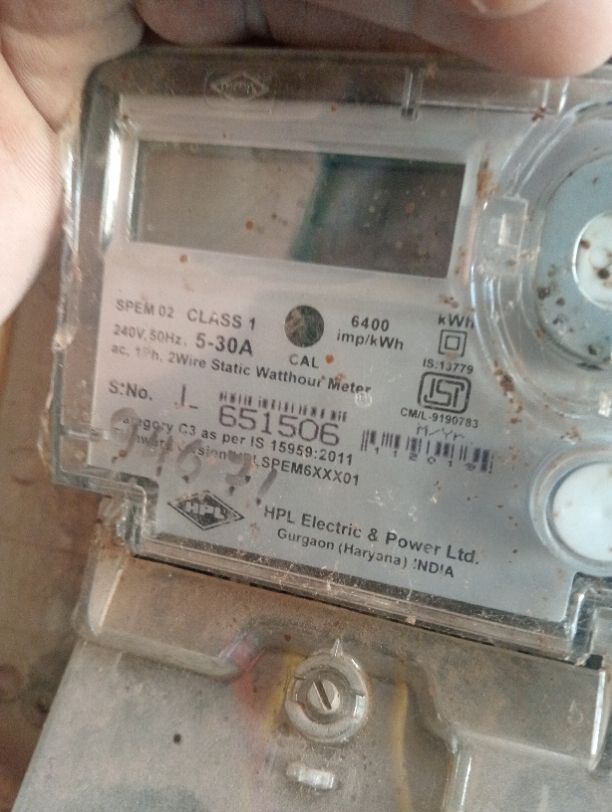 SPEM 02 CLASS 1
6400
imp/kWh
kWh
240V, 50Hz, 5-30A
CAL
IS:13779
ac, 1Ph, 2Wire Static Watthour Meter
CM/L-9190783
S:No. 651506
M/Yr
Category C3 as per IS 15959:2011
SPEM6XXX01
HPL
HPL Electric & Power Ltd.
Gurgaon (Haryana) INDIA